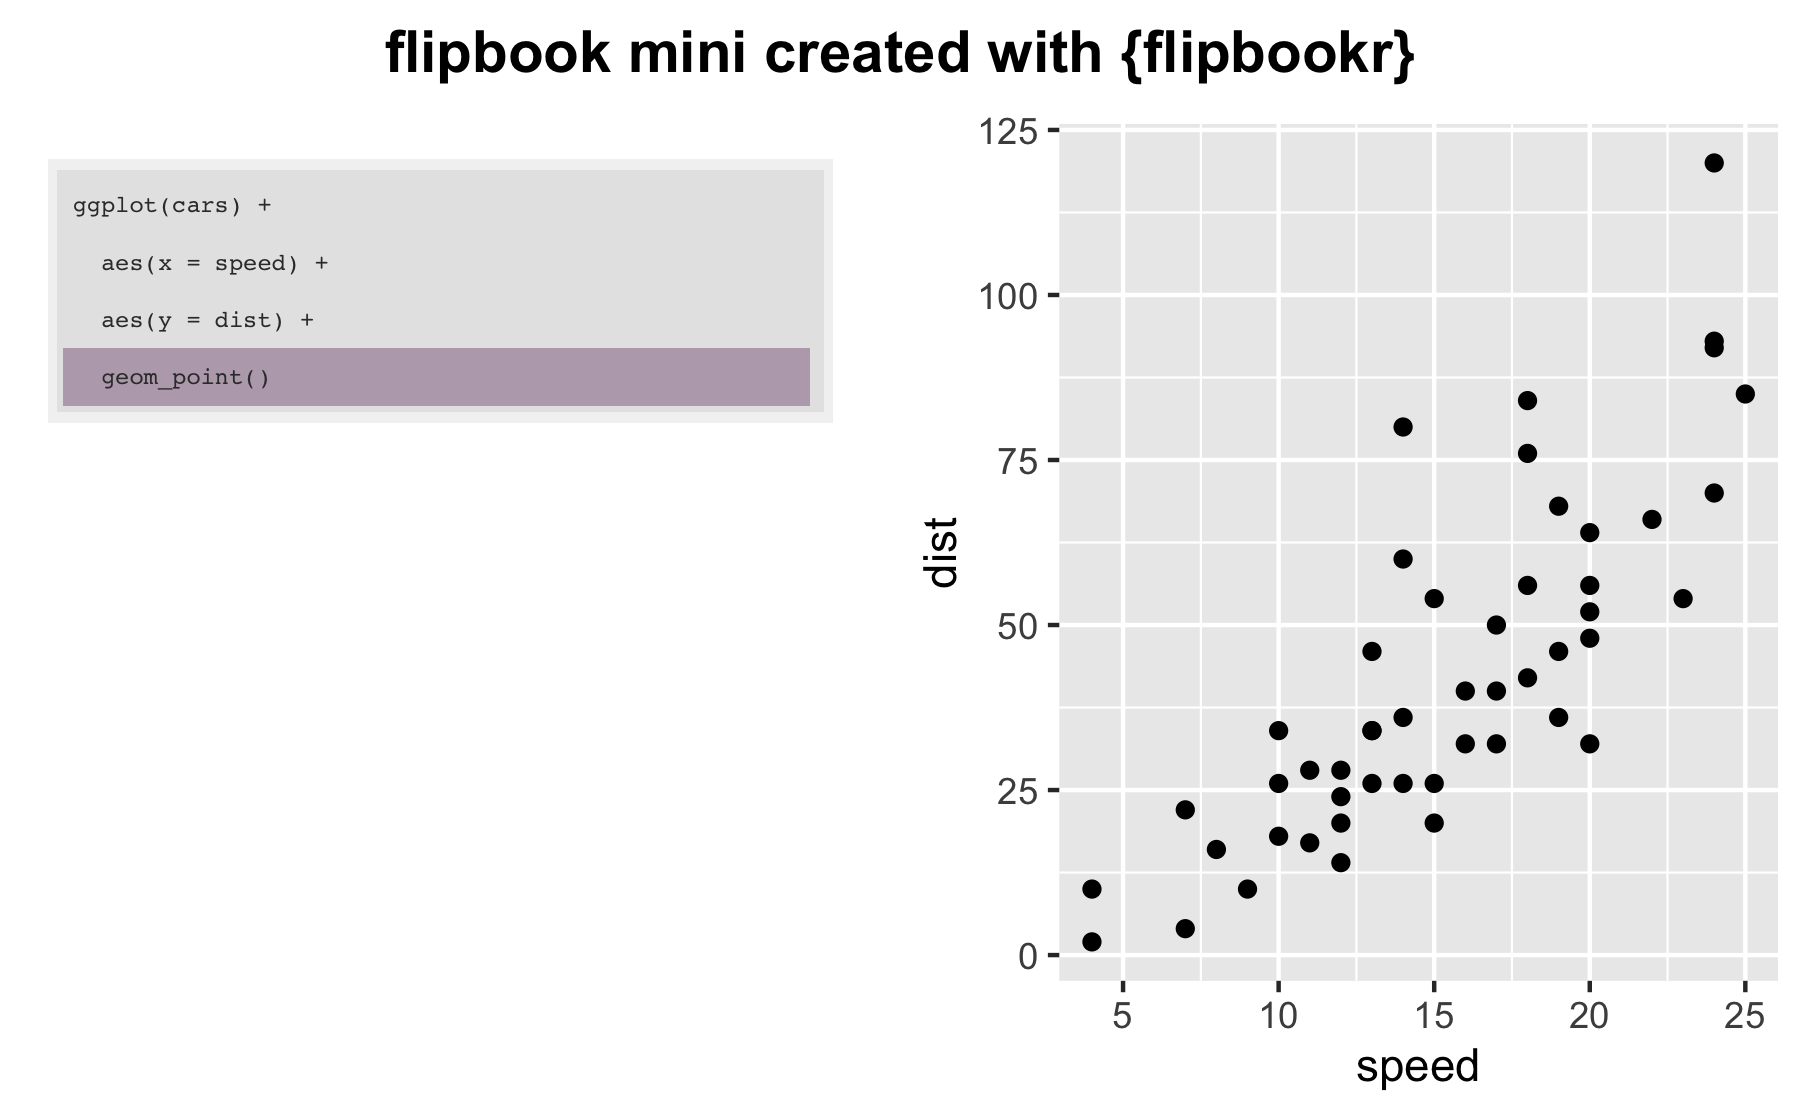 flipbook mini created with {flipbookr}
ggplot(cars) +
  aes(x = speed) +
  aes(y = dist) +
  geom_point()
125
100
75
50
25
0
dist
5 10 15 20 25
speed